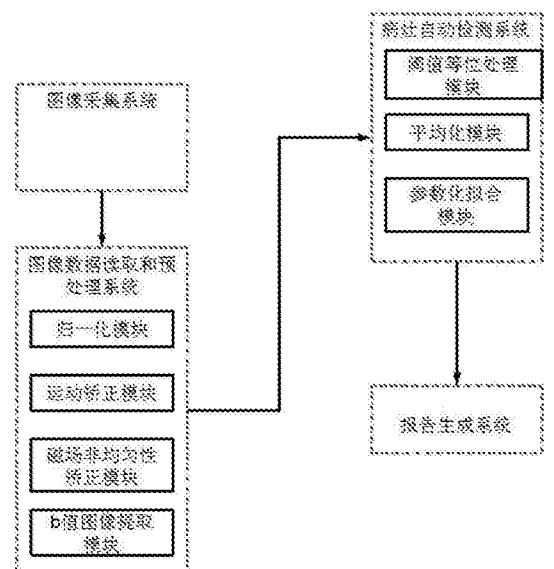 图像采集系统
图像数据读取和预
处理系统
归一化模块
运动矫正模块
磁场非均匀性
矫正模块
b值图像提取
模块
病灶自动检测系统
阈值等位处理
模块
平均化模块
参数化拟合
模块
报告生成系统